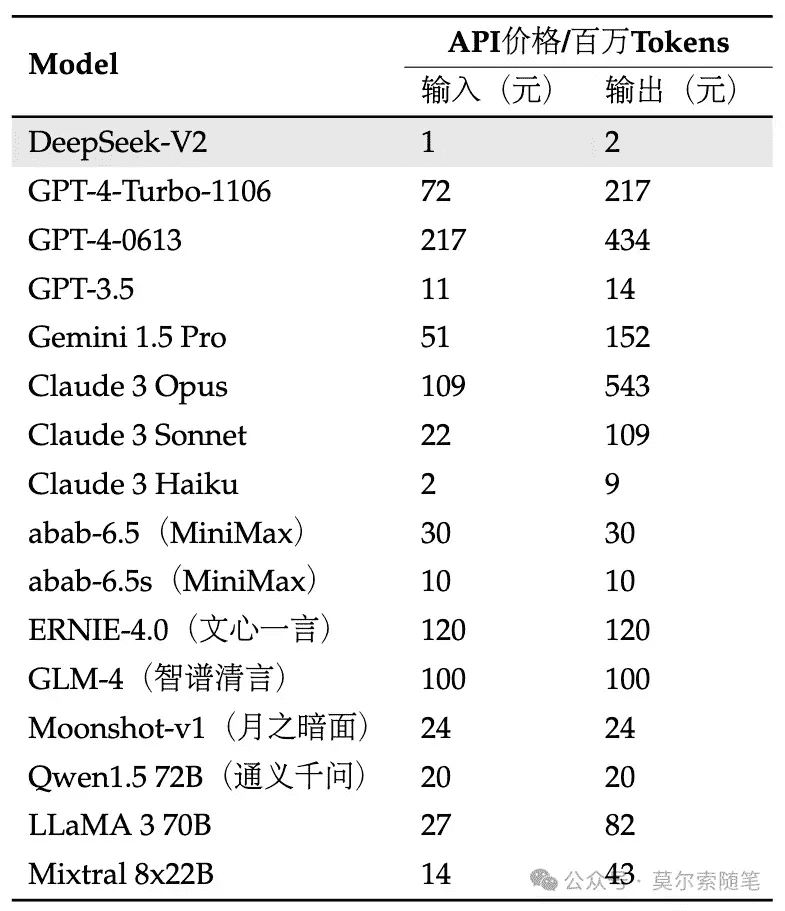 Model API价格/百万Tokens
输入（元） 输出（元）
DeepSeek-V2 1 2
GPT-4-Turbo-1106 72 217
GPT-4-0613 217 434
GPT-3.5 11 14
Gemini 1.5 Pro 51 152
Claude 3 Opus 109 543
Claude 3 Sonnet 22 109
Claude 3 Haiku 2 9
abab-6.5（MiniMax） 30 30
abab-6.5s（MiniMax） 10 10
ERNIE-4.0（文心一言） 120 120
GLM-4（智谱清言） 100 100
Moonshot-v1（月之暗面） 24 24
Qwen1.5 72B（通义千问） 20 20
LLaMA 3 70B 27 82
Mixtral 8x22B 14 43
公众号 · 莫尔索随笔